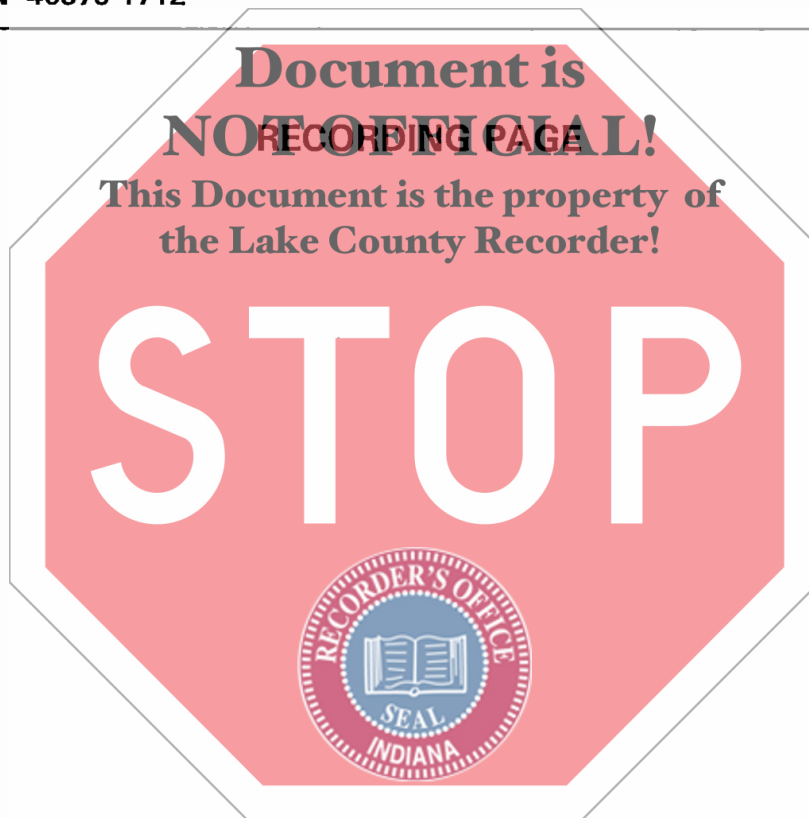 Document is
NOT OFFICIAL!
RECORDING PAGE
This Document is the property of
the Lake County Recorder!
STOP
RECORDER'S OFFICE
SEAL
INDIANA